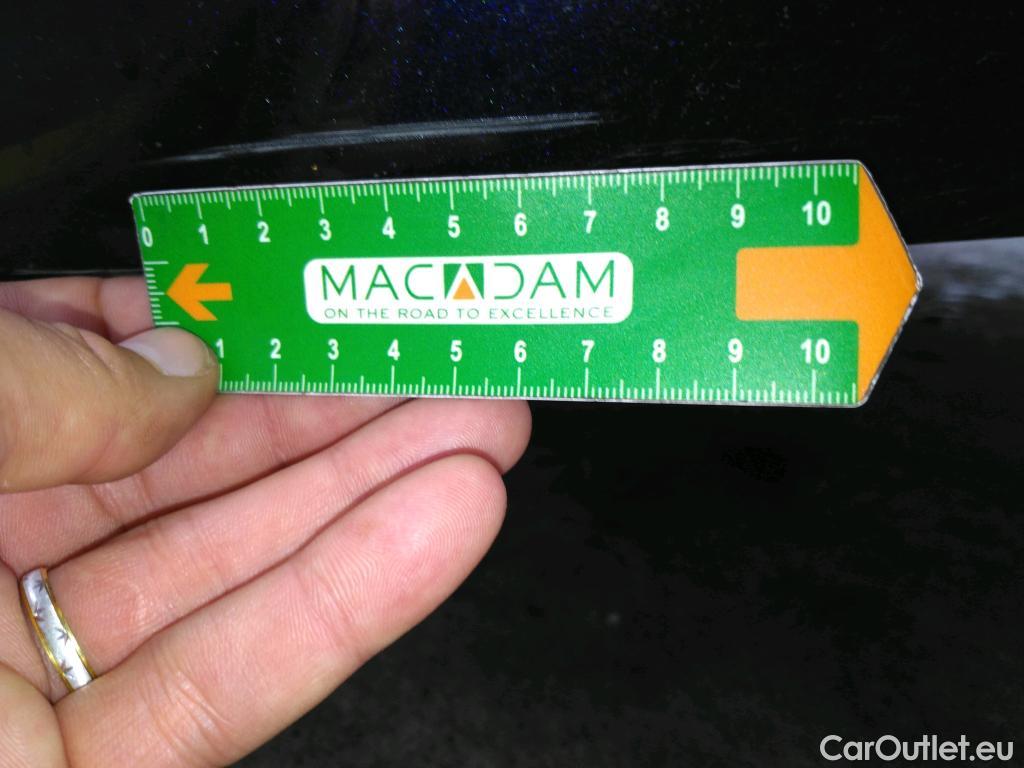 0 1 2 3 4 5 6 7 8 9 10
MACADAM
ON THE ROAD TO EXCELLENCE
1 2 3 4 5 6 7 8 9 10
CarOutlet.eu